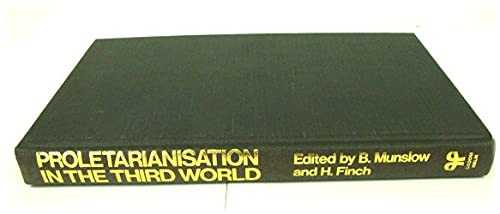 PROLETARIANISATION
IN THE THIRD WORLD
Edited by B. Munslow
and H. Finch